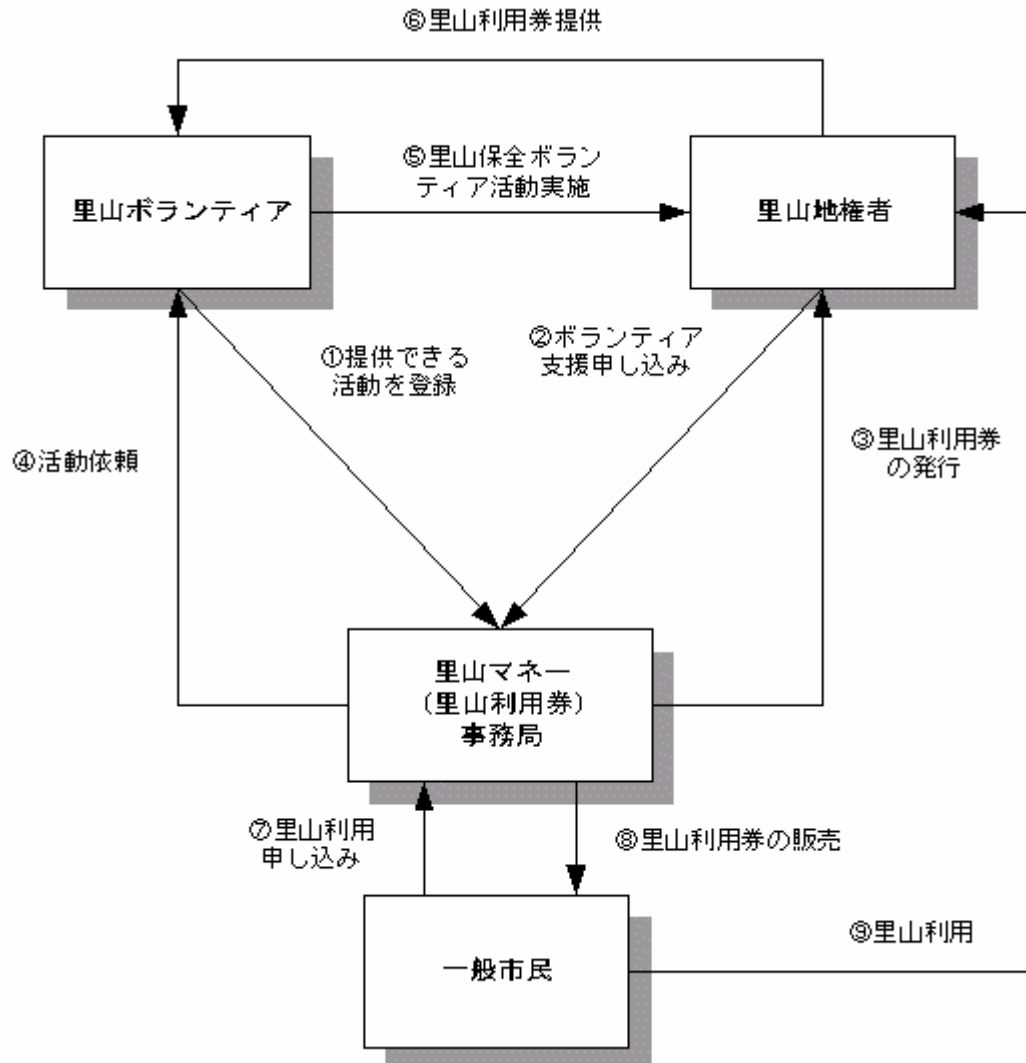 ⑥里山利用券提供
里山ボランティア
⑤里山保全ボラン
ティア活動実施
里山地権者
①提供できる
活動を登録
②ボランティア
支援申し込み
④活動依頼
③里山利用券
の発行
里山マネー
(里山利用券)
事務局
⑦里山利用
申し込み
⑧里山利用券の販売
一般市民
⑨里山利用